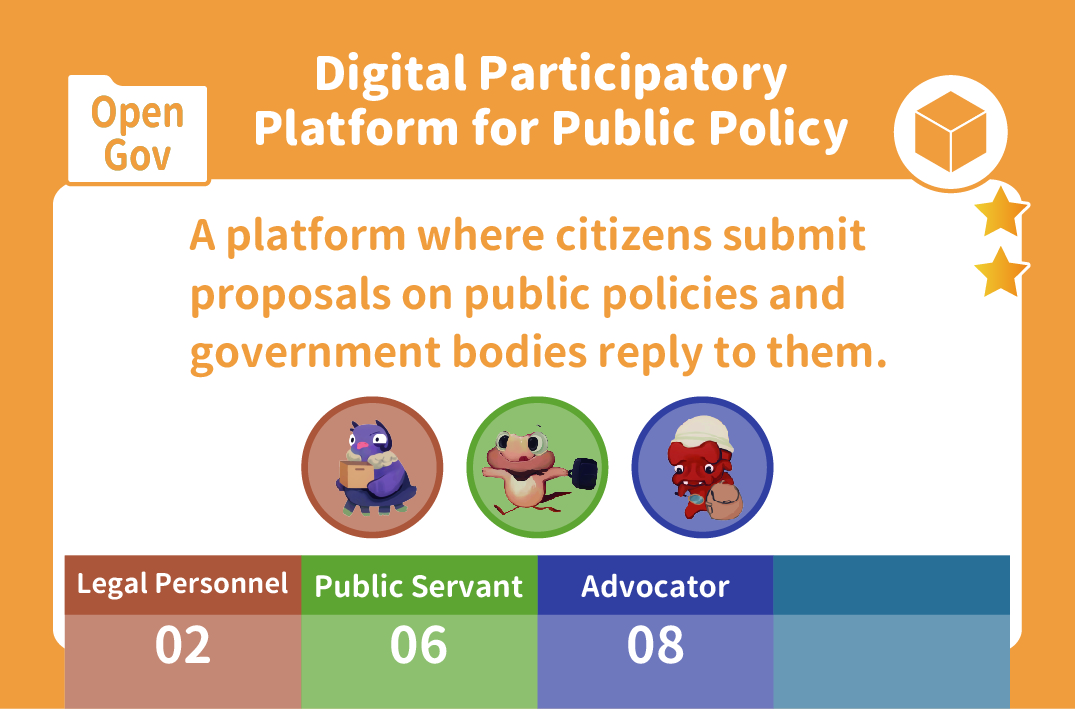 Open
Gov
Digital Participatory
Platform for Public Policy
A platform where citizens submit
proposals on public policies and
government bodies reply to them.
Legal Personnel
Public Servant
Advocator
02
06
08